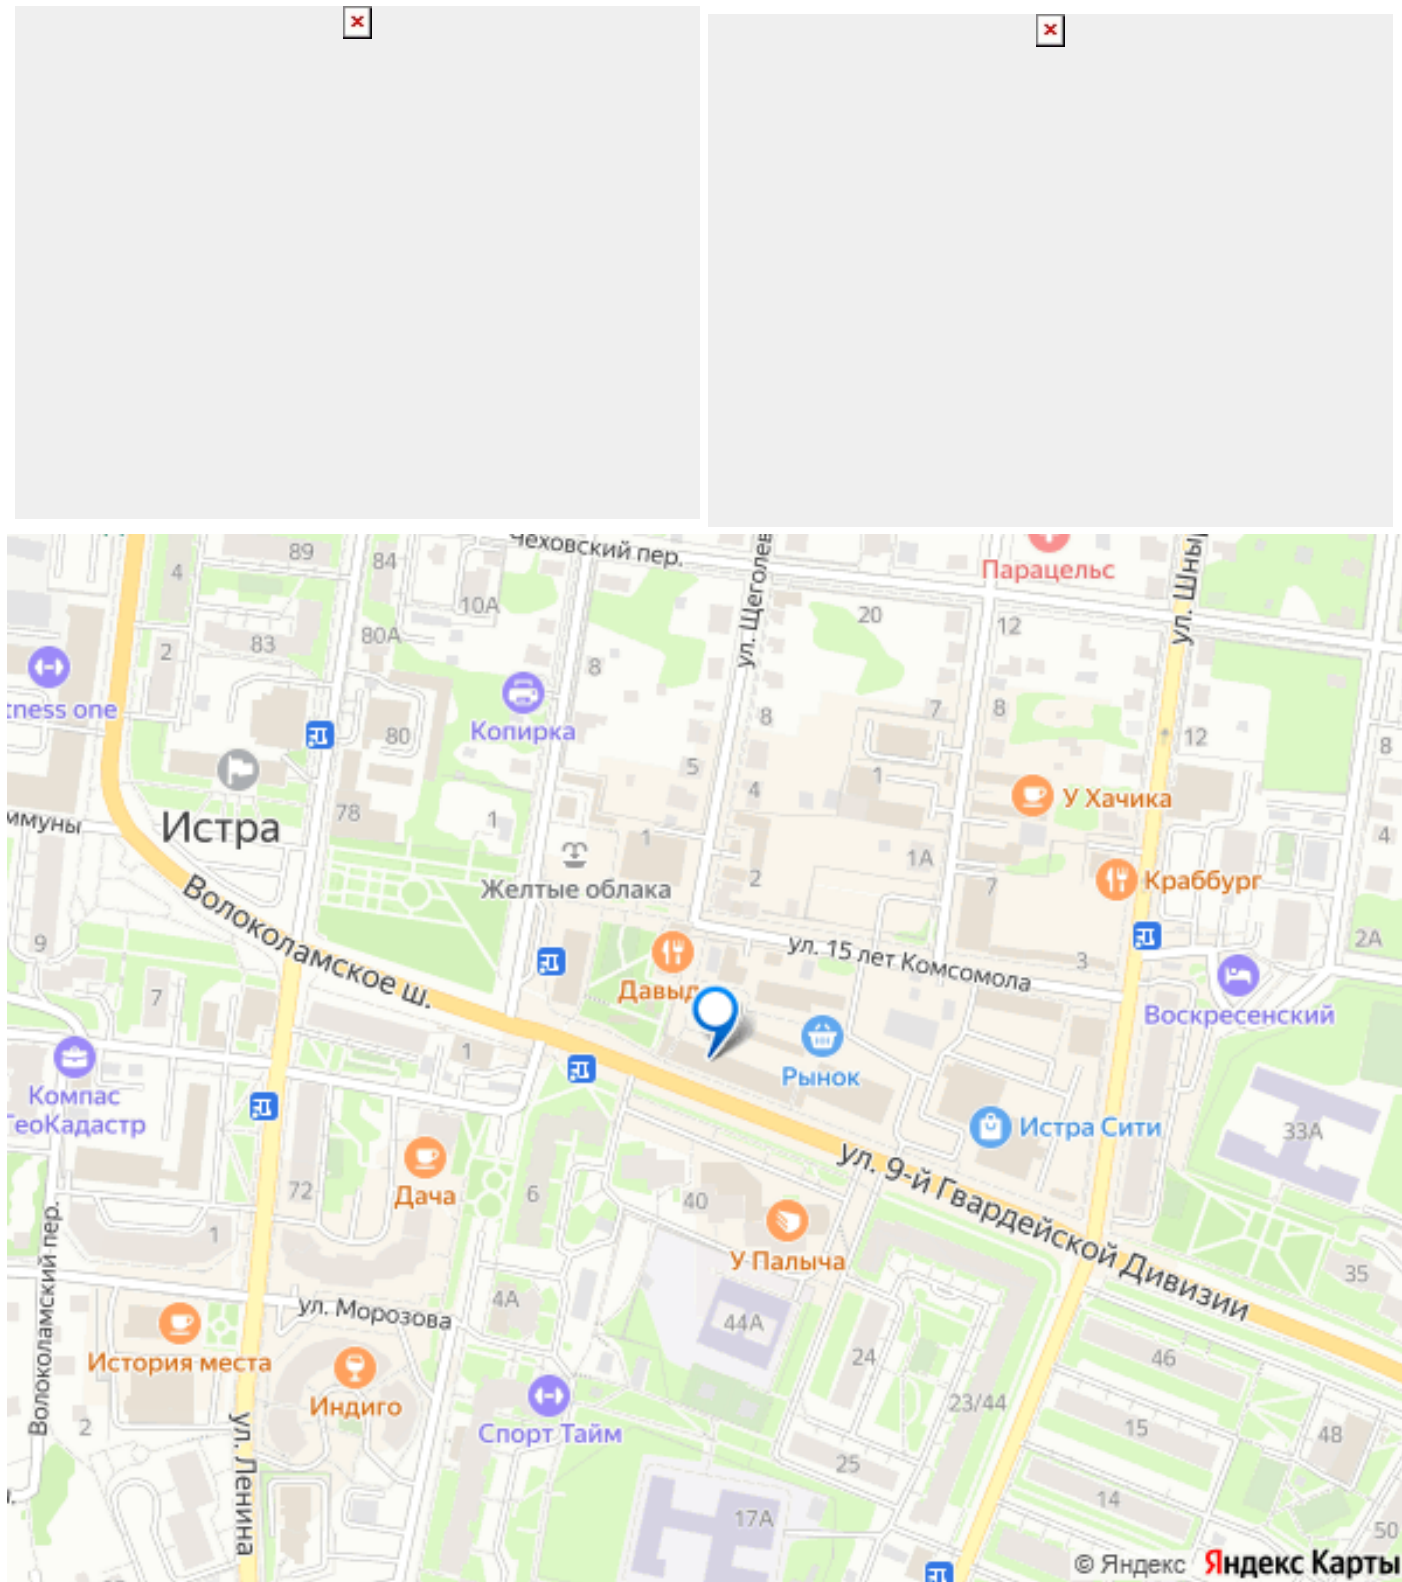 Чеховский пер.
89
84
4
Парацельс
ул. Шны
ул. Щеголев
10А
20
12
80А
83
2
8
tness one
Копирка
7
8
8
12
80
8
5
1
4
У Хачика
78
ммуны
Истра
1
1
4
1А
2
7
Краббург
Желтые облака
Волоколамское ш.
9
ул. 15 лет Комсомола
2А
3
Давыд
7
Воскресенский
1
Рынок
Компас
еоКадастр
Истра Сити
33А
ул. 9-й Гвардейской Дивизии
72
Дача
6
40
1
У Палыча
Волоколамский пер.
35
4А
ул. Морозова
44А
История места
24
46
Индиго
23/44
2
Спорт Тайм
15
48
ул. Ленина
25
14
17А
50
© Яндекс Яндекс Карты